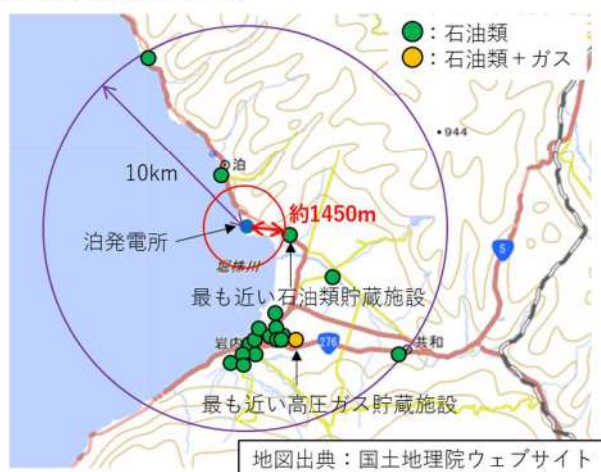 ●：石油類
●：石油類＋ガス
・944
10km
泊
約1450m
泊発電所
堀株川
5
最も近い石油類貯蔵施設
岩内
276
共和
最も近い高圧ガス貯蔵施設
地図出典：国土地理院ウェブサイト